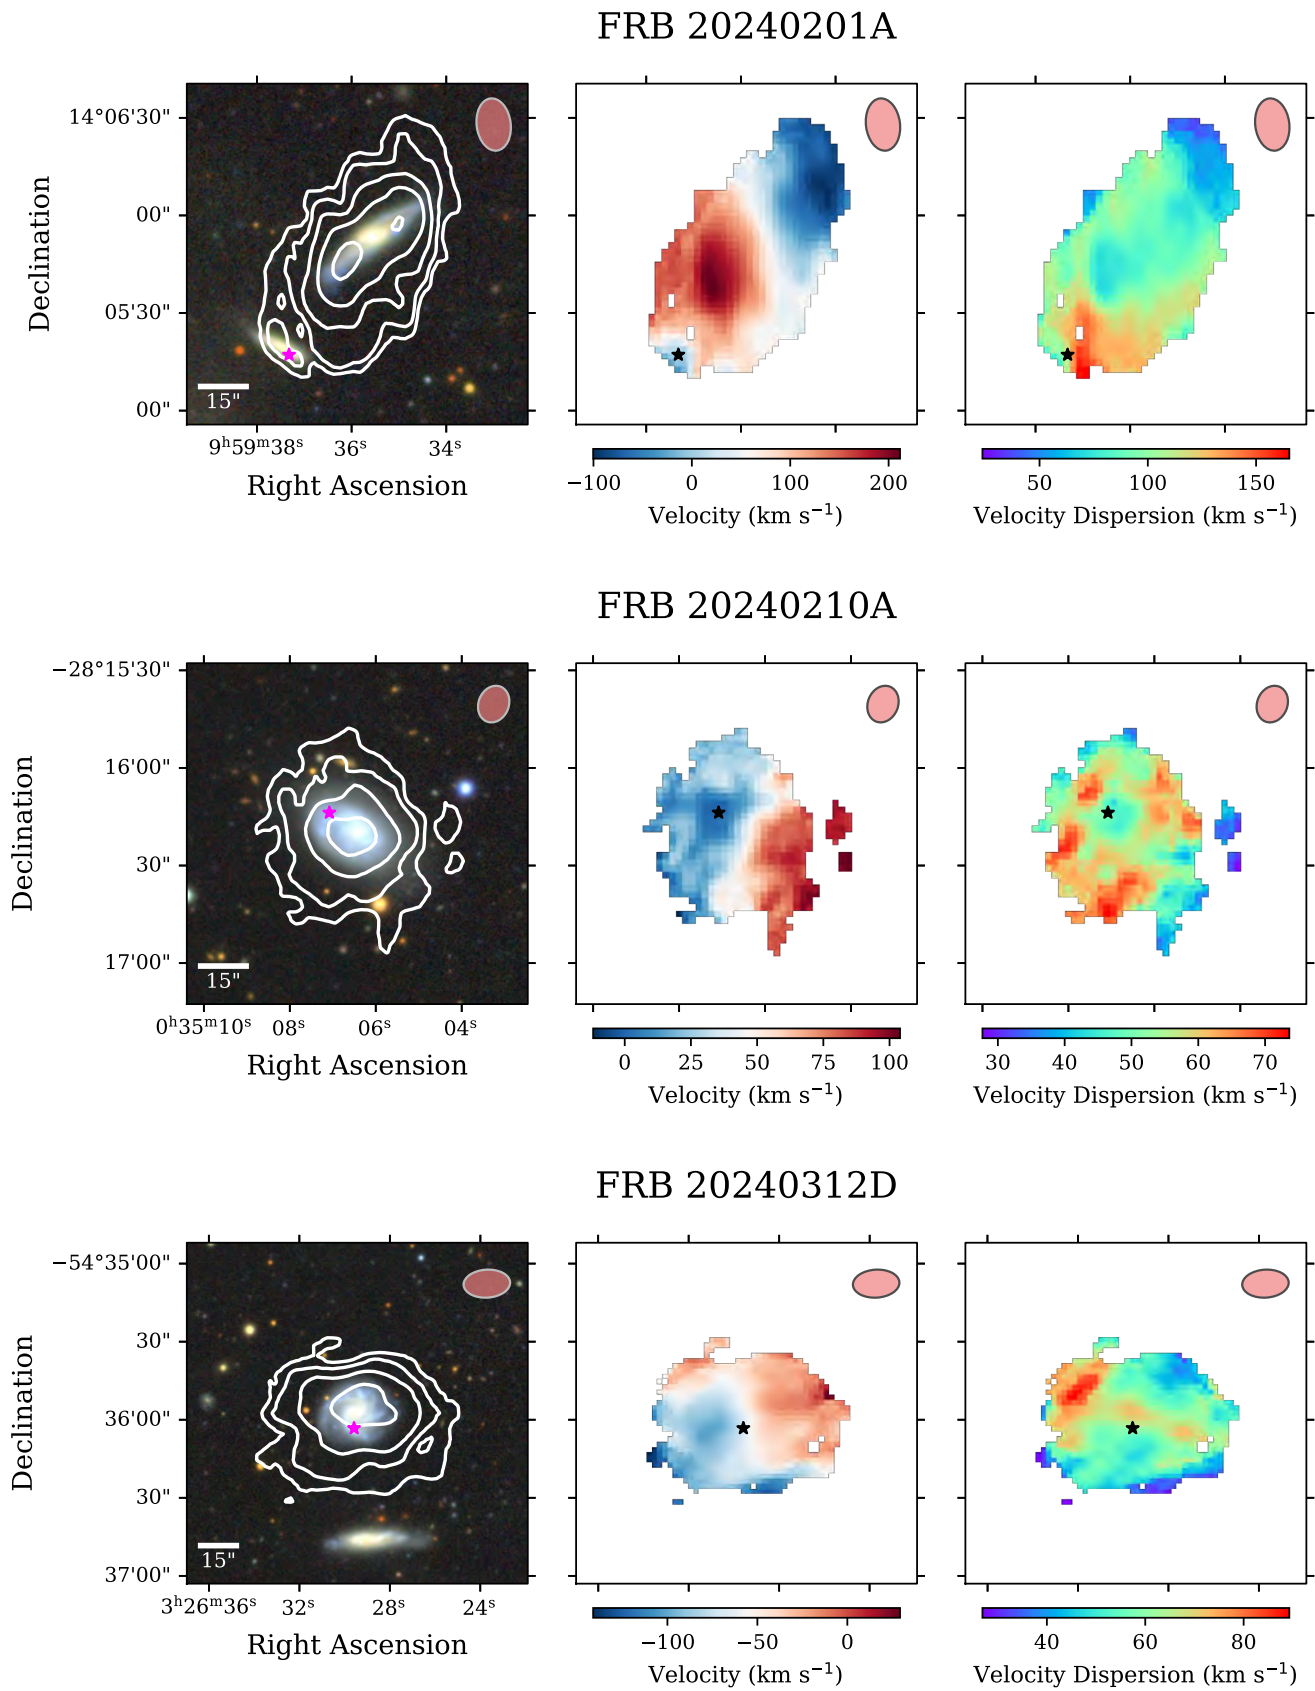 FRB 20240201A
Declination
14°06'30"
00"
05'30"
00"
15"
9ʰ59ᵐ38ˢ 36ˢ 34ˢ
Right Ascension
−100 0 100 200
Velocity (km s⁻¹)
50 100 150
Velocity Dispersion (km s⁻¹)
FRB 20240210A
Declination
−28°15'30"
16'00"
30"
17'00"
15"
0ʰ35ᵐ10ˢ 08ˢ 06ˢ 04ˢ
Right Ascension
0 25 50 75 100
Velocity (km s⁻¹)
30 40 50 60 70
Velocity Dispersion (km s⁻¹)
FRB 20240312D
Declination
−54°35'00"
30"
36'00"
30"
37'00"
15"
3ʰ26ᵐ36ˢ 32ˢ 28ˢ 24ˢ
Right Ascension
−100 −50 0
Velocity (km s⁻¹)
40 60 80
Velocity Dispersion (km s⁻¹)